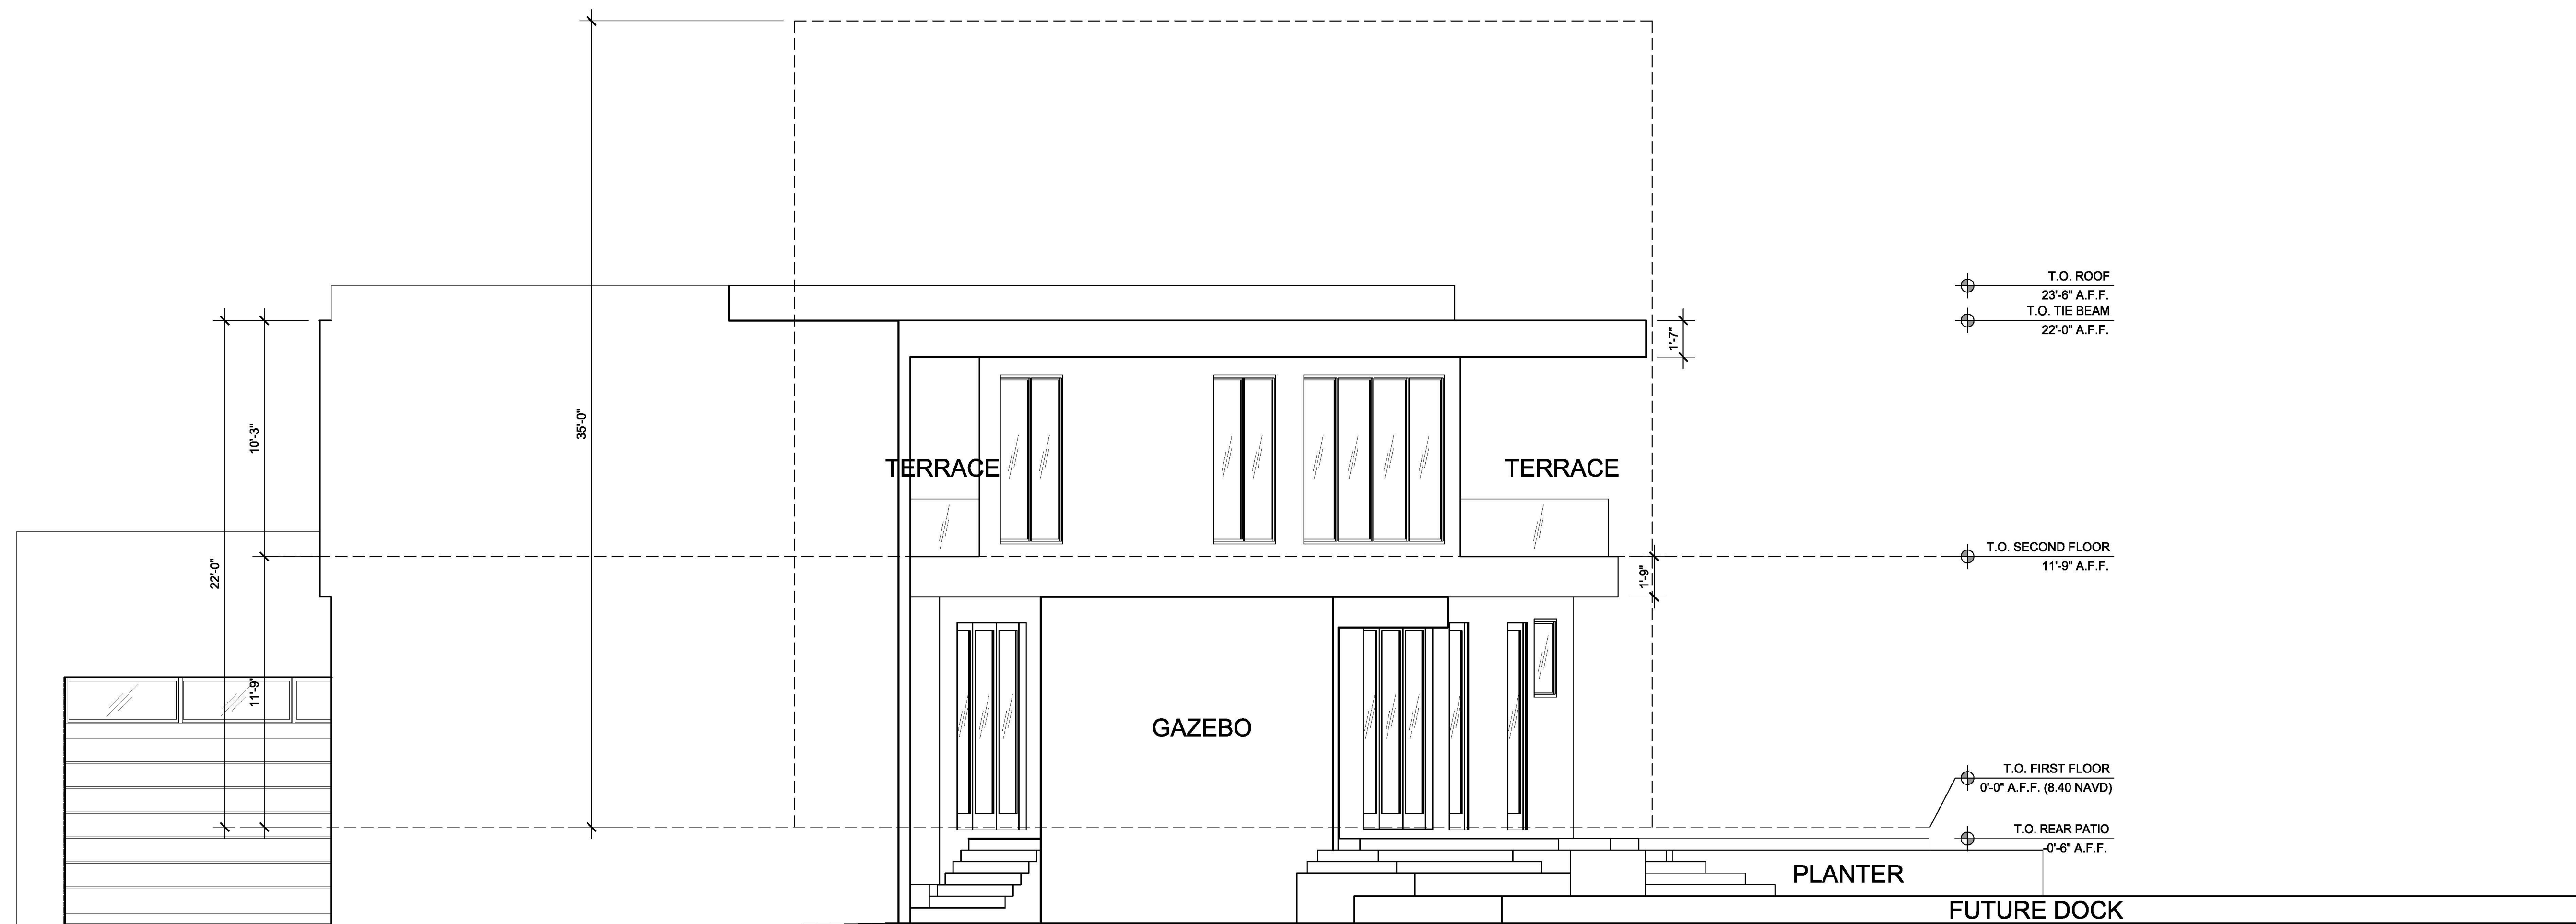 T.O. ROOF
23'-6" A.F.F.
T.O. TIE BEAM
22'-0" A.F.F.
1'-7"
35'-0"
10'-3"
TERRACE
TERRACE
T.O. SECOND FLOOR
11'-9" A.F.F.
22'-0"
1'-9"
11'-9"
GAZEBO
T.O. FIRST FLOOR
0'-0" A.F.F. (8.40 NAVD)
T.O. REAR PATIO
-0'-6" A.F.F.
PLANTER
FUTURE DOCK